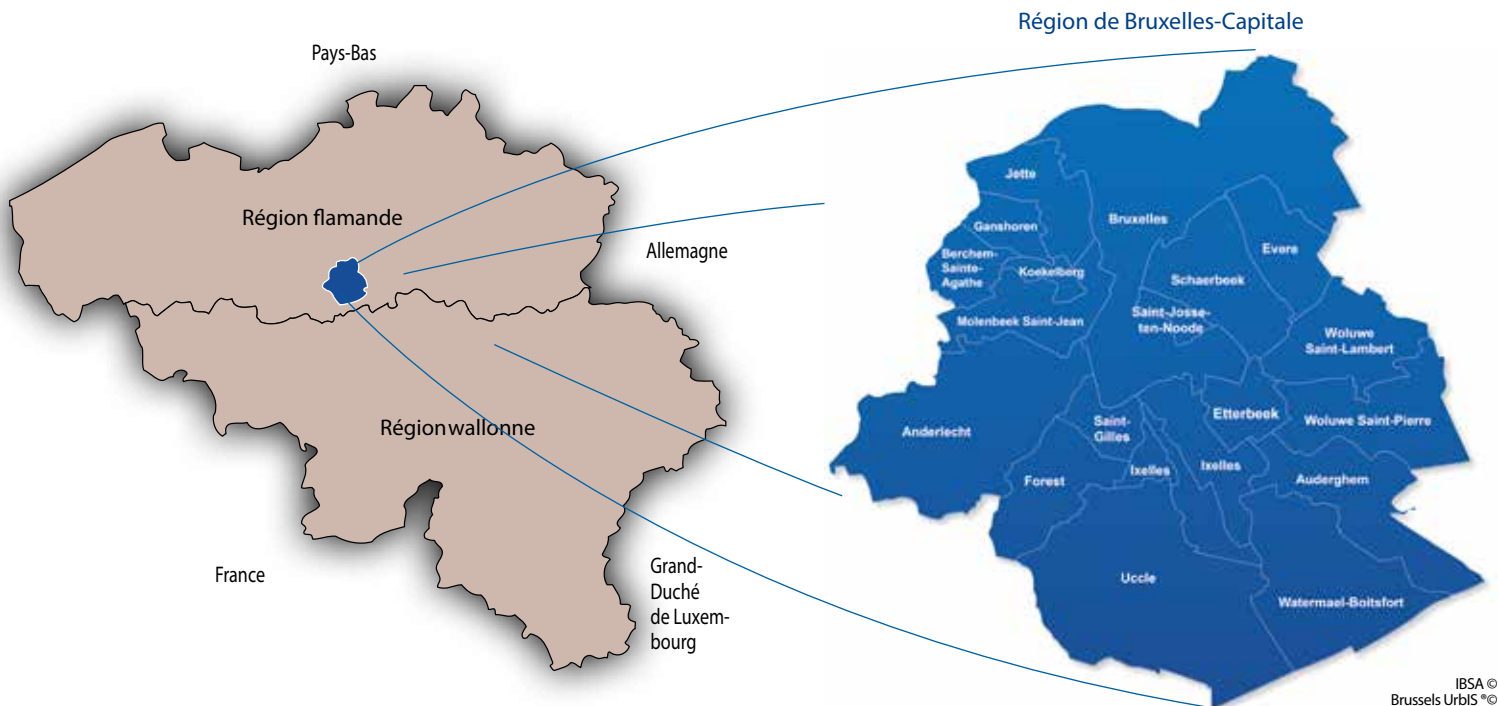 Région de Bruxelles-Capitale
Pays-Bas
Région flamande
Allemagne
Région wallonne
France
Grand-
Duché
de Luxem-
bourg
Jette
Ganshoren
Bruxelles
Berchem-
Sainte-
Agathe
Koekelberg
Evere
Schaerbeek
Molenbeek Saint-Jean
Saint-Josse-
ten-Noode
Woluwe
Saint-Lambert
Anderlecht
Saint-
Gilles
Etterbeek
Woluwe Saint-Pierre
Forest
Ixelles
Ixelles
Auderghem
Uccle
Watermael-Boitsfort
IBSA ©
Brussels UrbIS ®©